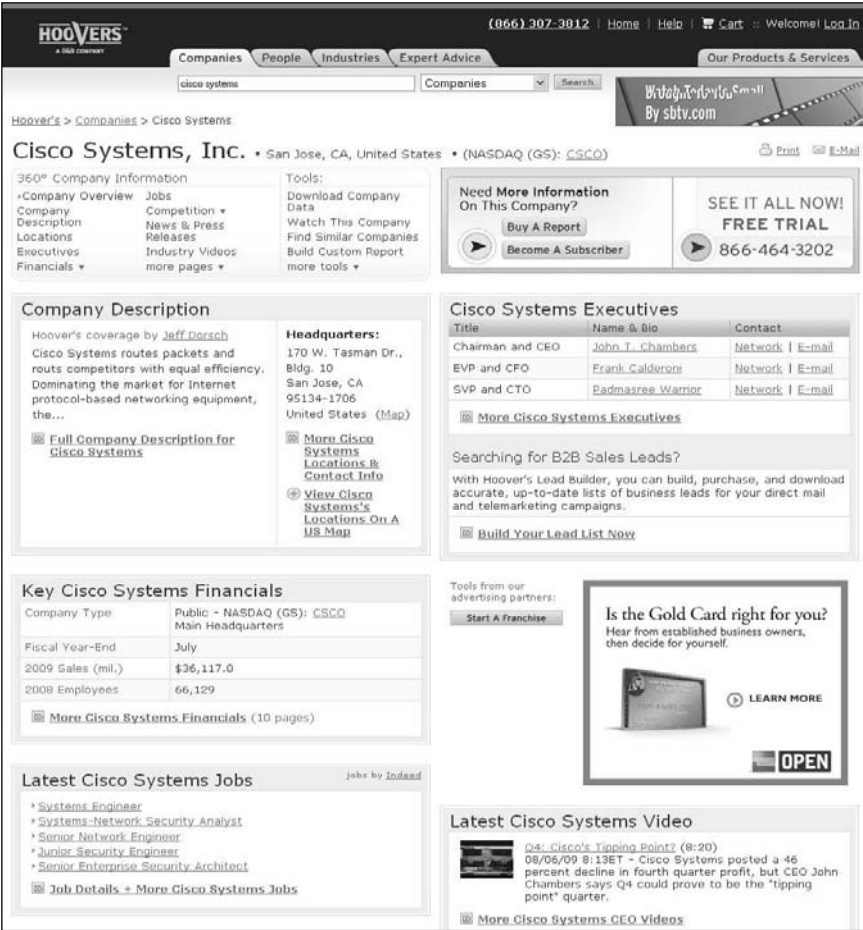 HOOVERS™
A D&B COMPANY
(866) 307-3812 | Home | Help | Cart :: Welcome! Log In
Companies People Industries Expert Advice Our Products & Services
cisco systems Companies Search
By sbtv.com
Hoover's > Companies > Cisco Systems
Cisco Systems, Inc. • San Jose, CA, United States • (NASDAQ (GS): CSCO)
Print E-Mail
360° Company Information
Company Overview
Company Description
Locations
Executives
Financials
Jobs
Competition
News & Press Releases
Industry Videos
more pages
Tools:
Download Company Data
Watch This Company
Find Similar Companies
Build Custom Report
more tools
Need More Information
On This Company?
Buy A Report
Become A Subscriber
SEE IT ALL NOW!
FREE TRIAL
866-464-3202
Company Description
Hoover's coverage by Jeff Dorsch
Cisco Systems routes packets and
routs competitors with equal efficiency.
Dominating the market for Internet
protocol-based networking equipment,
the...
Full Company Description for
Cisco Systems
Headquarters:
170 W. Tasman Dr.,
Bldg. 10
San Jose, CA
95134-1706
United States (Map)
More Cisco
Systems
Locations &
Contact Info
View Cisco
Systems's
Locations On A
US Map
Cisco Systems Executives
Title Name & Bio Contact
Chairman and CEO John T. Chambers Network | E-mail
EVP and CFO Frank Calderoni Network | E-mail
SVP and CTO Padmasree Warrior Network | E-mail
More Cisco Systems Executives
Searching for B2B Sales Leads?
With Hoover's Lead Builder, you can build, purchase, and download
accurate, up-to-date lists of business leads for your direct mail
and telemarketing campaigns.
Build Your Lead List Now
Key Cisco Systems Financials
Company Type Public - NASDAQ (GS): CSCO
Main Headquarters
Fiscal Year-End July
2009 Sales (mil.) $36,117.0
2008 Employees 66,129
More Cisco Systems Financials (10 pages)
Tools from our
advertising partners:
Start A Franchise
Is the Gold Card right for you?
Hear from established business owners,
then decide for yourself.
LEARN MORE
OPEN
Latest Cisco Systems Jobs
jobs by Indeed
Systems Engineer
Systems-Network Security Analyst
Senior Network Engineer
Junior Security Engineer
Senior Enterprise Security Architect
Job Details + More Cisco Systems Jobs
Latest Cisco Systems Video
Q4: Cisco's Tipping Point? (8:20)
08/06/09 8:13ET - Cisco Systems posted a 46
percent decline in fourth quarter profit, but CEO John
Chambers says Q4 could prove to be the "tipping
point" quarter.
More Cisco Systems CEO Videos